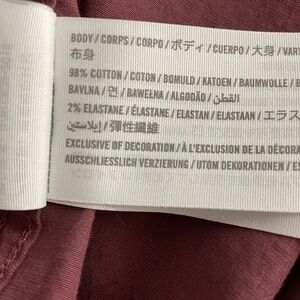 BODY / CORPS / CORPO / ボディ / CUERPO / 大身 / VART
布身
98% COTTON / COTON / BOMULD / KATOEN / BAUMWOLLE / B
BAVLNA / 면 / BAWEŁNA / ALGODÃO / القطن /
2% ELASTANE / ÉLASTANE / ELASTAN / ELASTAAN / エラス
إيلاستين / 彈性纖維
EXCLUSIVE OF DECORATION / À L'EXCLUSION DE LA DÉCORA
AUSSCHLIESSLICH VERZIERUNG / UTOM DEKORATIONEN / ES